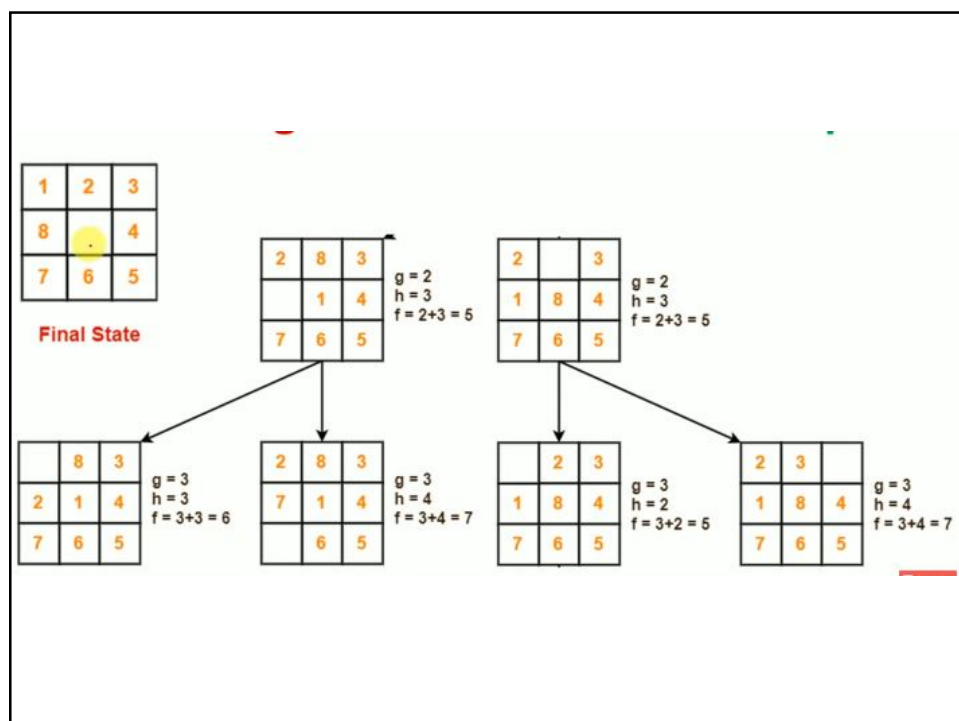 1 2 3
8 4
7 6 5
Final State
2 8 3
1 4
7 6 5
g = 2
h = 3
f = 2+3 = 5
2 3
1 8 4
7 6 5
g = 2
h = 3
f = 2+3 = 5
8 3
2 1 4
7 6 5
g = 3
h = 3
f = 3+3 = 6
2 8 3
7 1 4
6 5
g = 3
h = 4
f = 3+4 = 7
2 3
1 8 4
7 6 5
g = 3
h = 2
f = 3+2 = 5
2 3
1 8 4
7 6 5
g = 3
h = 4
f = 3+4 = 7